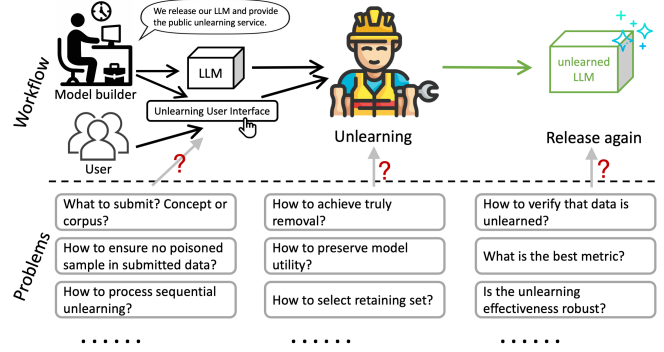 We release our LLM and provide
the public unlearning service.
Workflow
Model builder
LLM
Unlearning User Interface
User
Unlearning
unlearned
LLM
Release again
?
?
?
Problems
What to submit? Concept or
corpus?
How to ensure no poisoned
sample in submitted data?
How to process sequential
unlearning?
......
How to achieve truly
removal?
How to preserve model
utility?
How to select retaining set?
......
How to verify that data is
unlearned?
What is the best metric?
Is the unlearning
effectiveness robust?
......